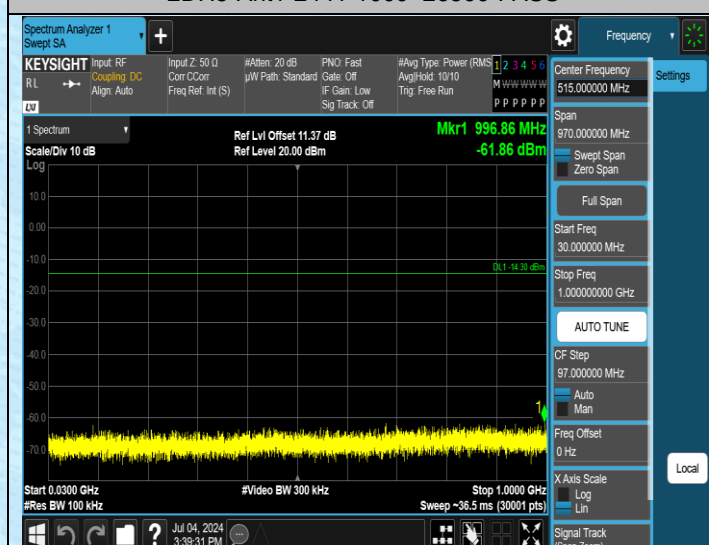 Spectrum Analyzer 1
Swept SA
+
Frequency
KEYSIGHT
RL
LXI
Input: RF
Coupling: DC
Align: Auto
Input Z: 50 Ω
Corr CCorr
Freq Ref: Int (S)
#Atten: 20 dB
µW Path: Standard
PNO: Fast
Gate: Off
IF Gain: Low
Sig Track: Off
#Avg Type: Power (RMS
Avg|Hold: 10/10
Trig: Free Run
1 2 3 4 5 6
M W W W W W
P P P P P P
1 Spectrum
Scale/Div 10 dB
Ref Lvl Offset 11.37 dB
Ref Level 20.00 dBm
Mkr1 996.86 MHz
-61.86 dBm
Log
10.0
0.00
-10.0
DL1 -14.30 dBm
-20.0
-30.0
-40.0
-50.0
-60.0
-70.0
1
Start 0.0300 GHz
#Res BW 100 kHz
#Video BW 300 kHz
Stop 1.0000 GHz
Sweep ~36.5 ms (30001 pts)
Jul 04, 2024
3:39:31 PM
?
Center Frequency
515.000000 MHz
Settings
Span
970.000000 MHz
Swept Span
Zero Span
Full Span
Start Freq
30.000000 MHz
Stop Freq
1.000000000 GHz
AUTO TUNE
CF Step
97.000000 MHz
Auto
Man
Freq Offset
0 Hz
X Axis Scale
Log
Lin
Local
Signal Track